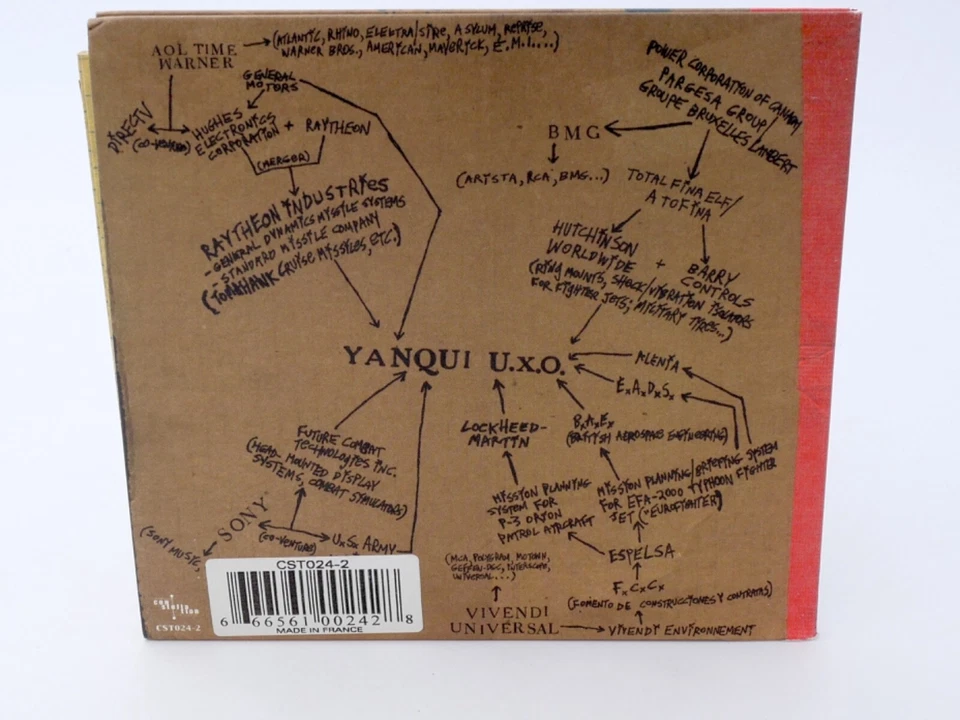 AOL TIME
WARNER
(ATLANTIC, RHINO, ELEKTRA/SIRE, ASYLUM, REPRISE,
WARNER BROS., AMERICAN, MAVERICK, E.M.I....)
GENERAL
MOTORS
DIRECTV
(CO-VENTURE)
HUGHES
ELECTRONICS
CORPORATION + RAYTHEON
(MERGOR)
RAYTHEON INDUSTRIES
-GENERAL DYNAMICS MISSILE SYSTEMS
-STANDARD MISSILE COMPANY
(TOMAHAWK CRUISE MISSILES, ETC.)
POWER CORPORATION OF CANADA/
PARGESA GROUP/
GROUPE BRUXELLES/LAMBERT
BMG
(ARISTA, RCA, BMG...)
TOTALFINAELF/
ATOFINA
HUTCHINSON
WORLDWIDE +
BARRY
CONTROLS
(RING MOUNTS, SHOCK/VIBRATION ISOLATORS
FOR FIGHTER JETS; MILITARY TYRES...)
YANQUI U.X.O.
ALENIA
E.A.D.S.
FUTURE COMBAT
TECHNOLOGIES INC.
(HEAD-MOUNTED DISPLAY
SYSTEMS, COMBAT SIMULATORS)
SONY
(SONY MUSIC,
(CO-VENTURE)
U.S. ARMY
LOCKHEED-
MARTIN
MISSION PLANNING
SYSTEM FOR
P-3 ORION
PATROL AIRCRAFT
B.A.E.
(BRITISH AEROSPACE ENGINEERING)
MISSION PLANNING/BRIEFING SYSTEM
FOR EFA-2000 TYPHOON FIGHTER
JET ("EUROFIGHTER")
ESPELSA
F.C.C.
(FOMENTO DE CONSTRUCCIONES Y CONTRATAS)
(MCA, POLYGRAM, MOTOWN,
GEFFEN-DGC, INTERSCOPE,
UNIVERSAL...)
VIVENDI
UNIVERSAL
VIVENDI ENVIRONNEMENT
CST024-2
6 66561 00242 8
MADE IN FRANCE
constellation
CST024-2